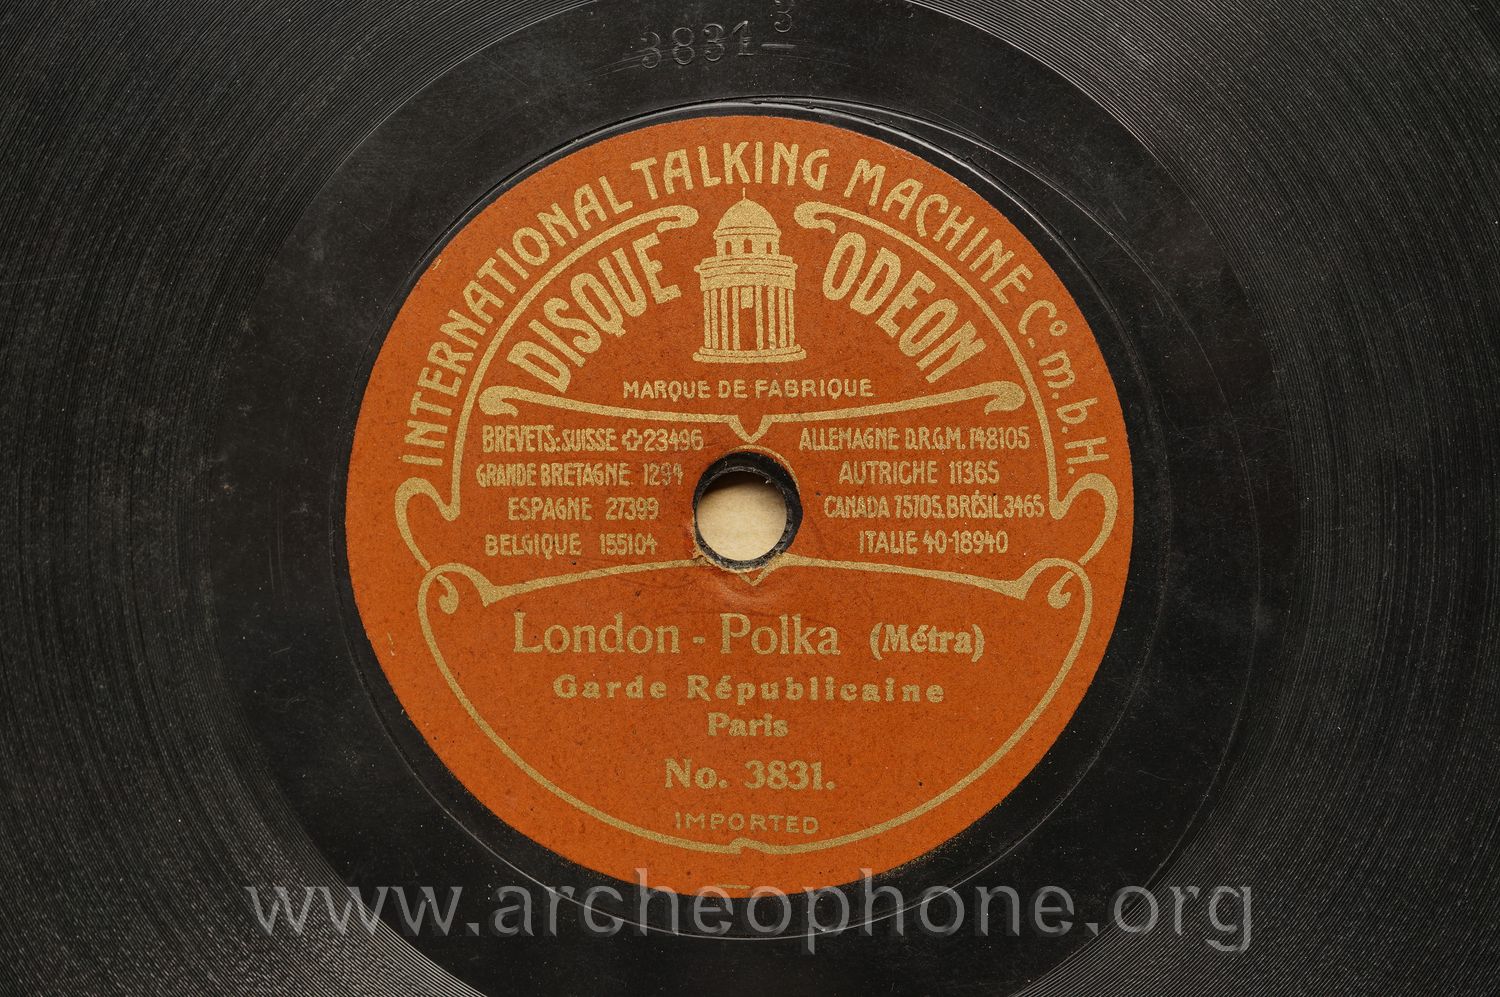 3831 3
INTERNATIONAL TALKING MACHINE Co. m. b. H.
DISQUE ODEON
MARQUE DE FABRIQUE
BREVETS: SUISSE ✚ 23496
GRANDE BRETAGNE 1294
ESPAGNE 27399
BELGIQUE 155104
ALLEMAGNE D.R.G.M. 148105
AUTRICHE 11365
CANADA 75705. BRÉSIL 3465
ITALIE 40-18940
London - Polka (Métra)
Garde Républicaine
Paris
No. 3831.
IMPORTED
www.archeophone.org